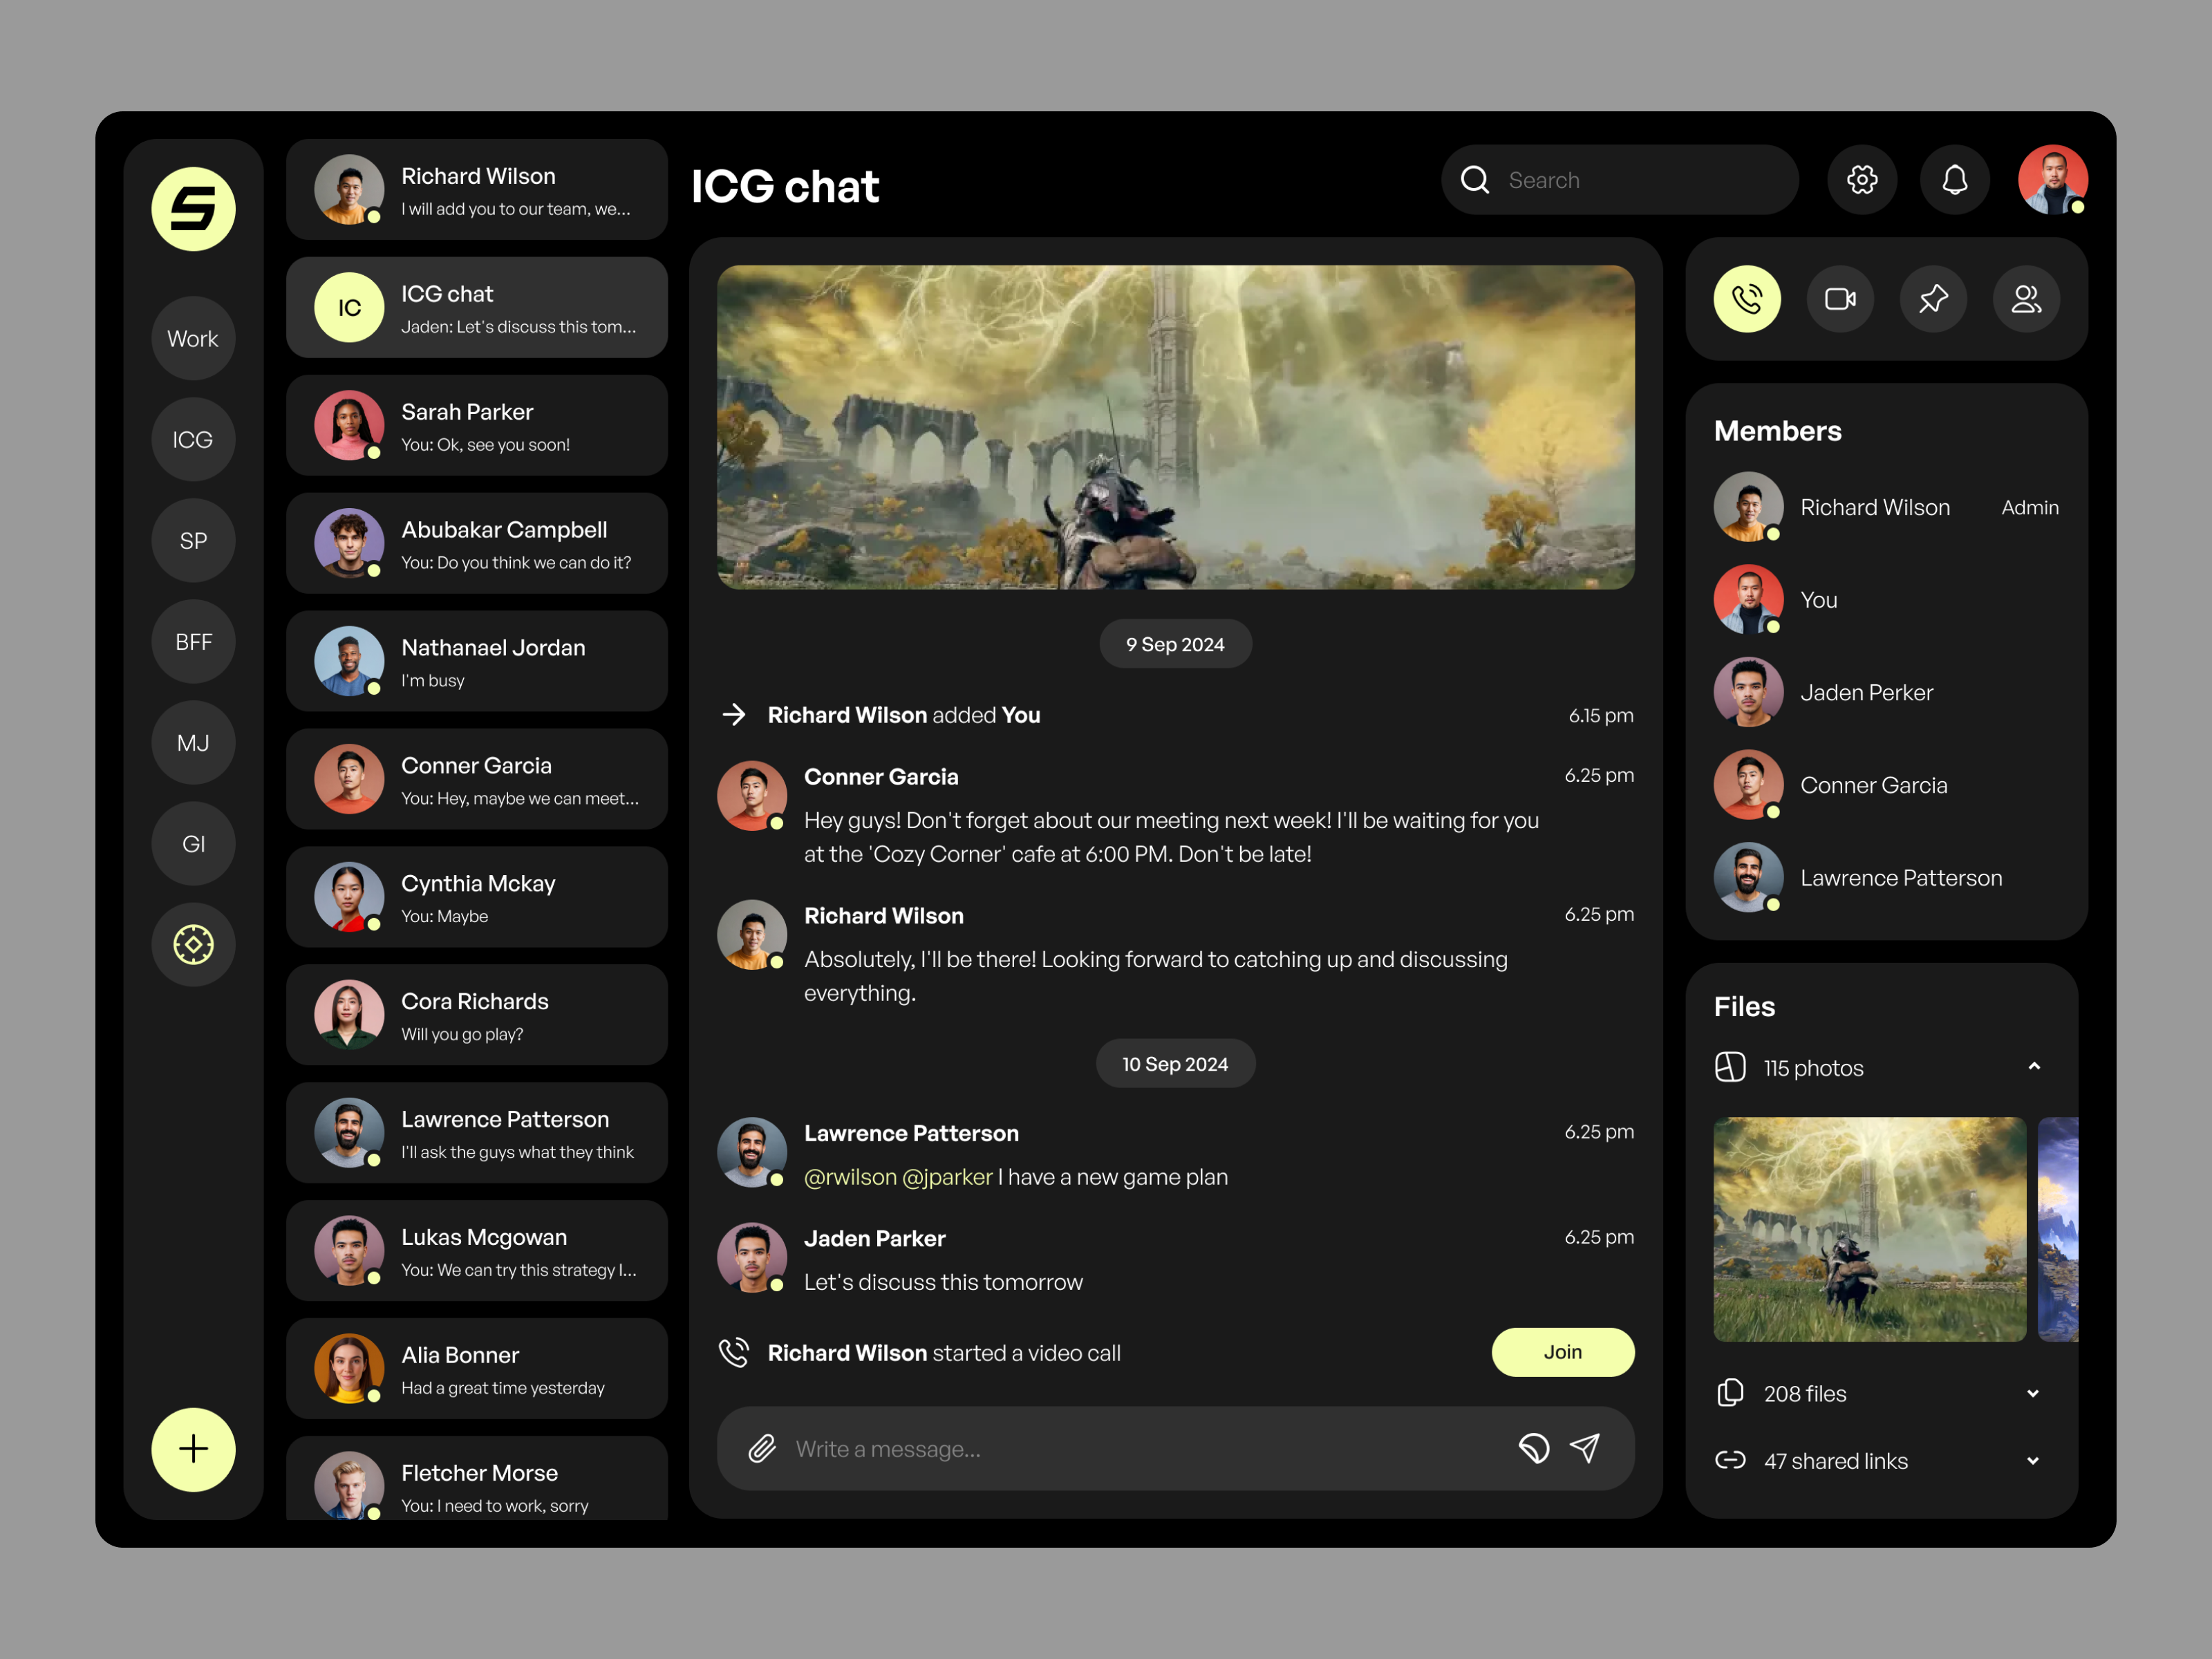 Work
ICG
SP
BFF
MJ
GI
Richard Wilson
I will add you to our team, we...
IC
ICG chat
Jaden: Let's discuss this tom...
Sarah Parker
You: Ok, see you soon!
Abubakar Campbell
You: Do you think we can do it?
Nathanael Jordan
I'm busy
Conner Garcia
You: Hey, maybe we can meet...
Cynthia Mckay
You: Maybe
Cora Richards
Will you go play?
Lawrence Patterson
I'll ask the guys what they think
Lukas Mcgowan
You: We can try this strategy I...
Alia Bonner
Had a great time yesterday
Fletcher Morse
You: I need to work, sorry
ICG chat
Search
9 Sep 2024
Richard Wilson added You 6.15 pm
Conner Garcia 6.25 pm
Hey guys! Don't forget about our meeting next week! I'll be waiting for you
at the 'Cozy Corner' cafe at 6:00 PM. Don't be late!
Richard Wilson 6.25 pm
Absolutely, I'll be there! Looking forward to catching up and discussing
everything.
10 Sep 2024
Lawrence Patterson 6.25 pm
@rwilson @jparker I have a new game plan
Jaden Parker 6.25 pm
Let's discuss this tomorrow
Richard Wilson started a video call Join
Write a message...
Members
Richard Wilson Admin
You
Jaden Perker
Conner Garcia
Lawrence Patterson
Files
115 photos
208 files
47 shared links